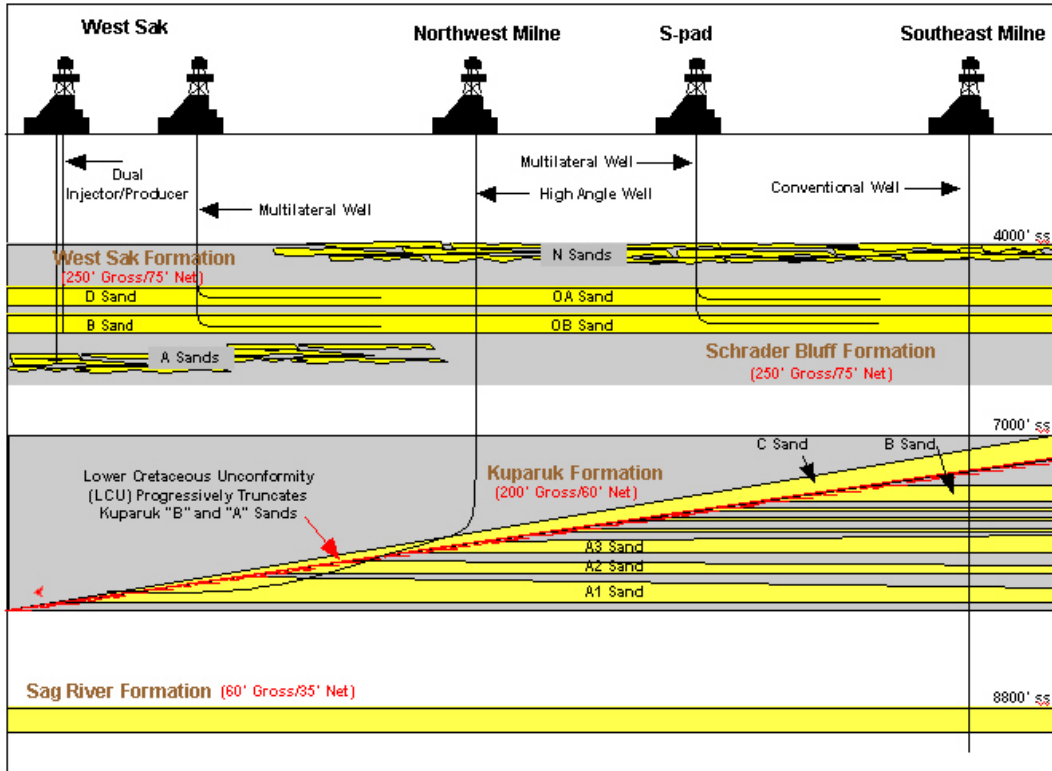 West Sak
Northwest Milne
S-pad
Southeast Milne
Dual
Injector/Producer
Multilateral Well
Multilateral Well
High Angle Well
Conventional Well
4000' ss
West Sak Formation
(250' Gross/75' Net)
N Sands
D Sand
OA Sand
B Sand
OB Sand
A Sands
Schrader Bluff Formation
(250' Gross/75' Net)
7000' ss
C Sand
B Sand
Lower Cretaceous Unconformity
(LCU) Progressively Truncates
Kuparuk "B" and "A" Sands
Kuparuk Formation
(200' Gross/60' Net)
A3 Sand
A2 Sand
A1 Sand
Sag River Formation (60' Gross/35' Net)
8800' ss